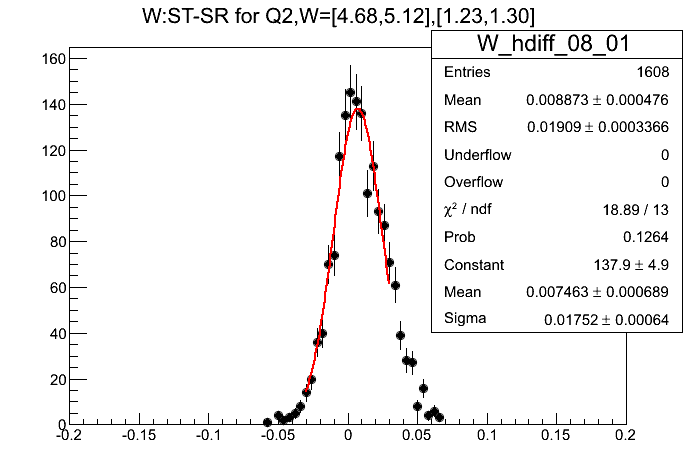 W:ST-SR for Q2,W=[4.68,5.12],[1.23,1.30]
W_hdiff_08_01
Entries 1608
Mean 0.008873 ± 0.000476
RMS 0.01909 ± 0.0003366
Underflow 0
Overflow 0
χ² / ndf 18.89 / 13
Prob 0.1264
Constant 137.9 ± 4.9
Mean 0.007463 ± 0.000689
Sigma 0.01752 ± 0.00064
160
140
120
100
80
60
40
20
0
-0.2 -0.15 -0.1 -0.05 0 0.05 0.1 0.15 0.2